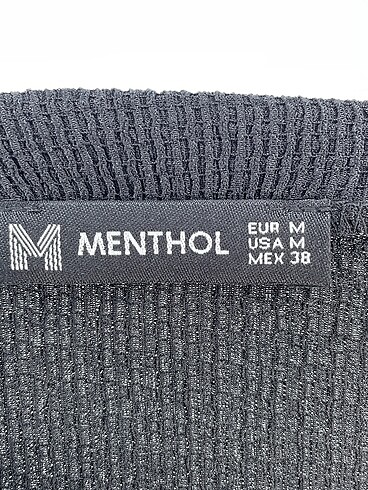 M MENTHOL
EUR M
USA M
MEX 38